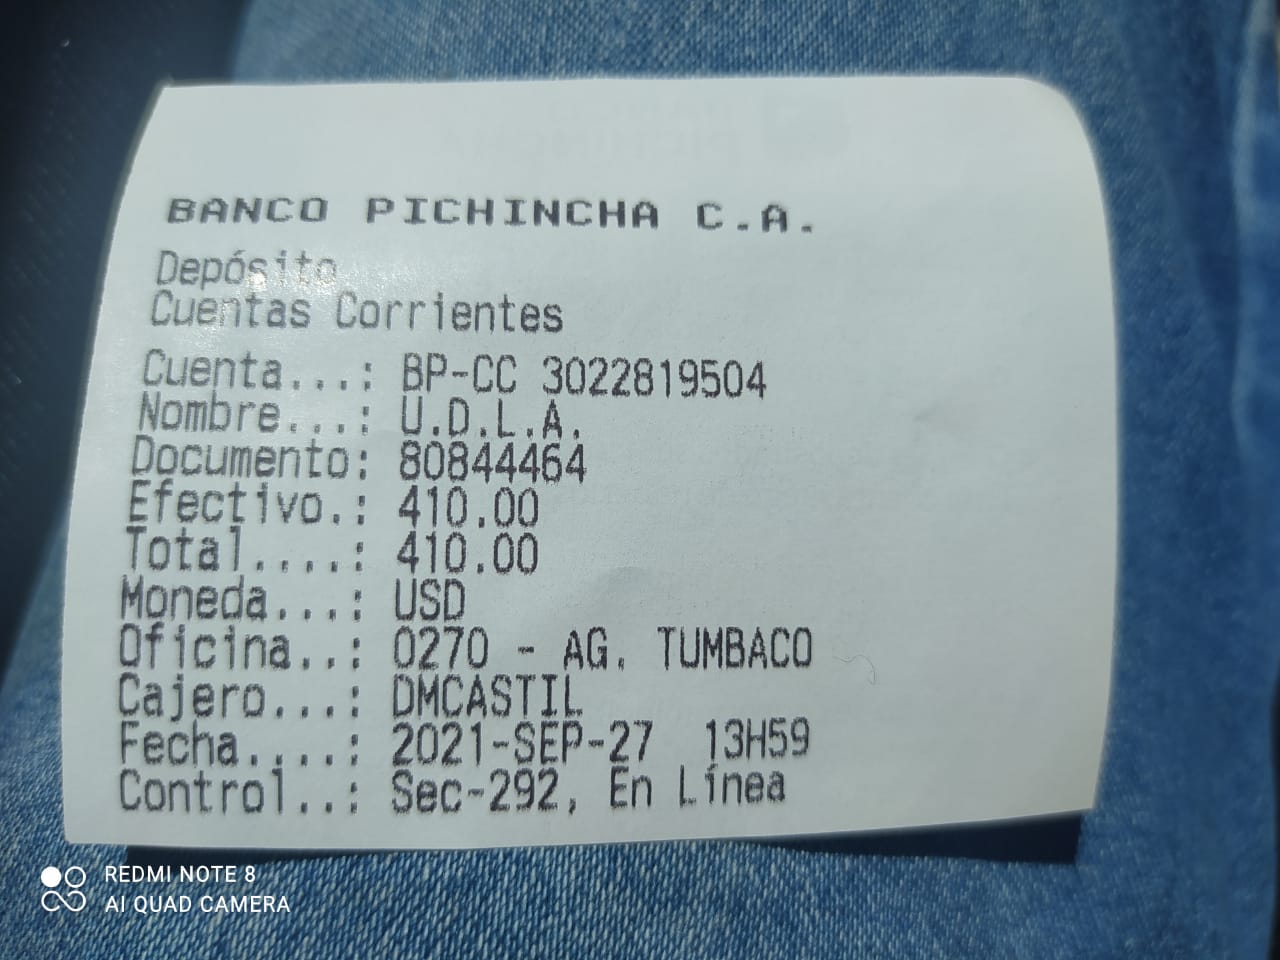 BANCO PICHINCHA C.A.
Depósito
Cuentas Corrientes
Cuenta...: BP-CC 3022819504
Nombre...: U.D.L.A.
Documento: 80844464
Efectivo.: 410.00
Total....: 410.00
Moneda...: USD
Oficina..: 0270 - AG. TUMBACO
Cajero...: DMCASTIL
Fecha....: 2021-SEP-27 13H59
Control..: Sec-292, En Línea
REDMI NOTE 8
AI QUAD CAMERA